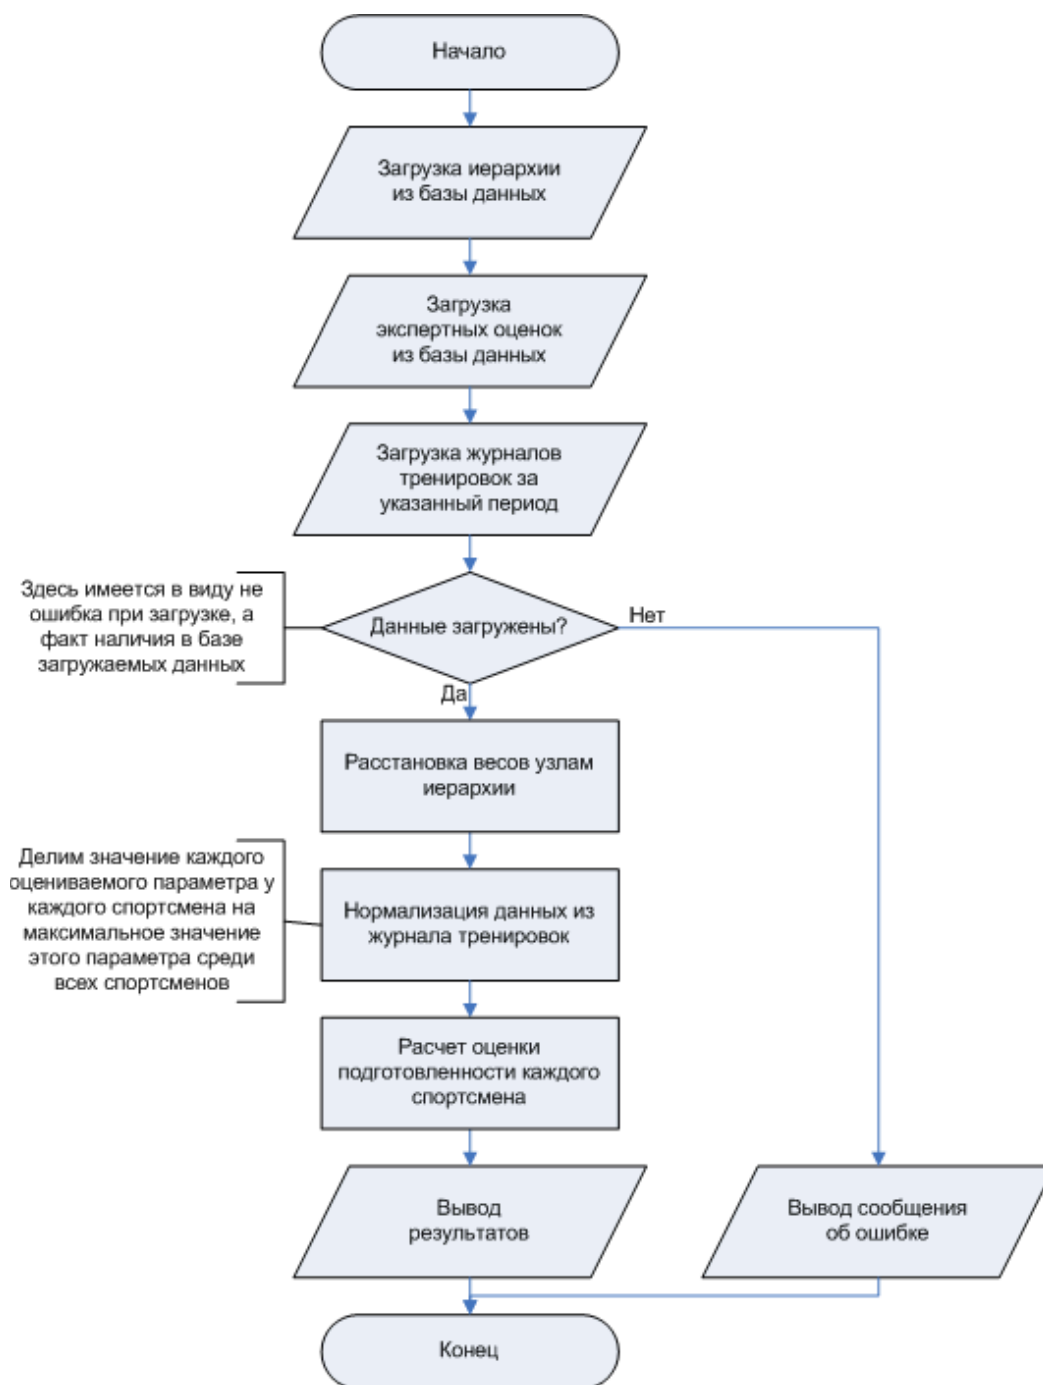 Начало
Загрузка иерархии
из базы данных
Загрузка
экспертных оценок
из базы данных
Загрузка журналов
тренировок за
указанный период
Здесь имеется в виду не
ошибка при загрузке, а
факт наличия в базе
загружаемых данных
Данные загружены?
Нет
Да
Расстановка весов узлам
иерархии
Делим значение каждого
оцениваемого параметра у
каждого спортсмена на
максимальное значение
этого параметра среди
всех спортсменов
Нормализация данных из
журнала тренировок
Расчет оценки
подготовленности каждого
спортсмена
Вывод
результатов
Вывод сообщения
об ошибке
Конец